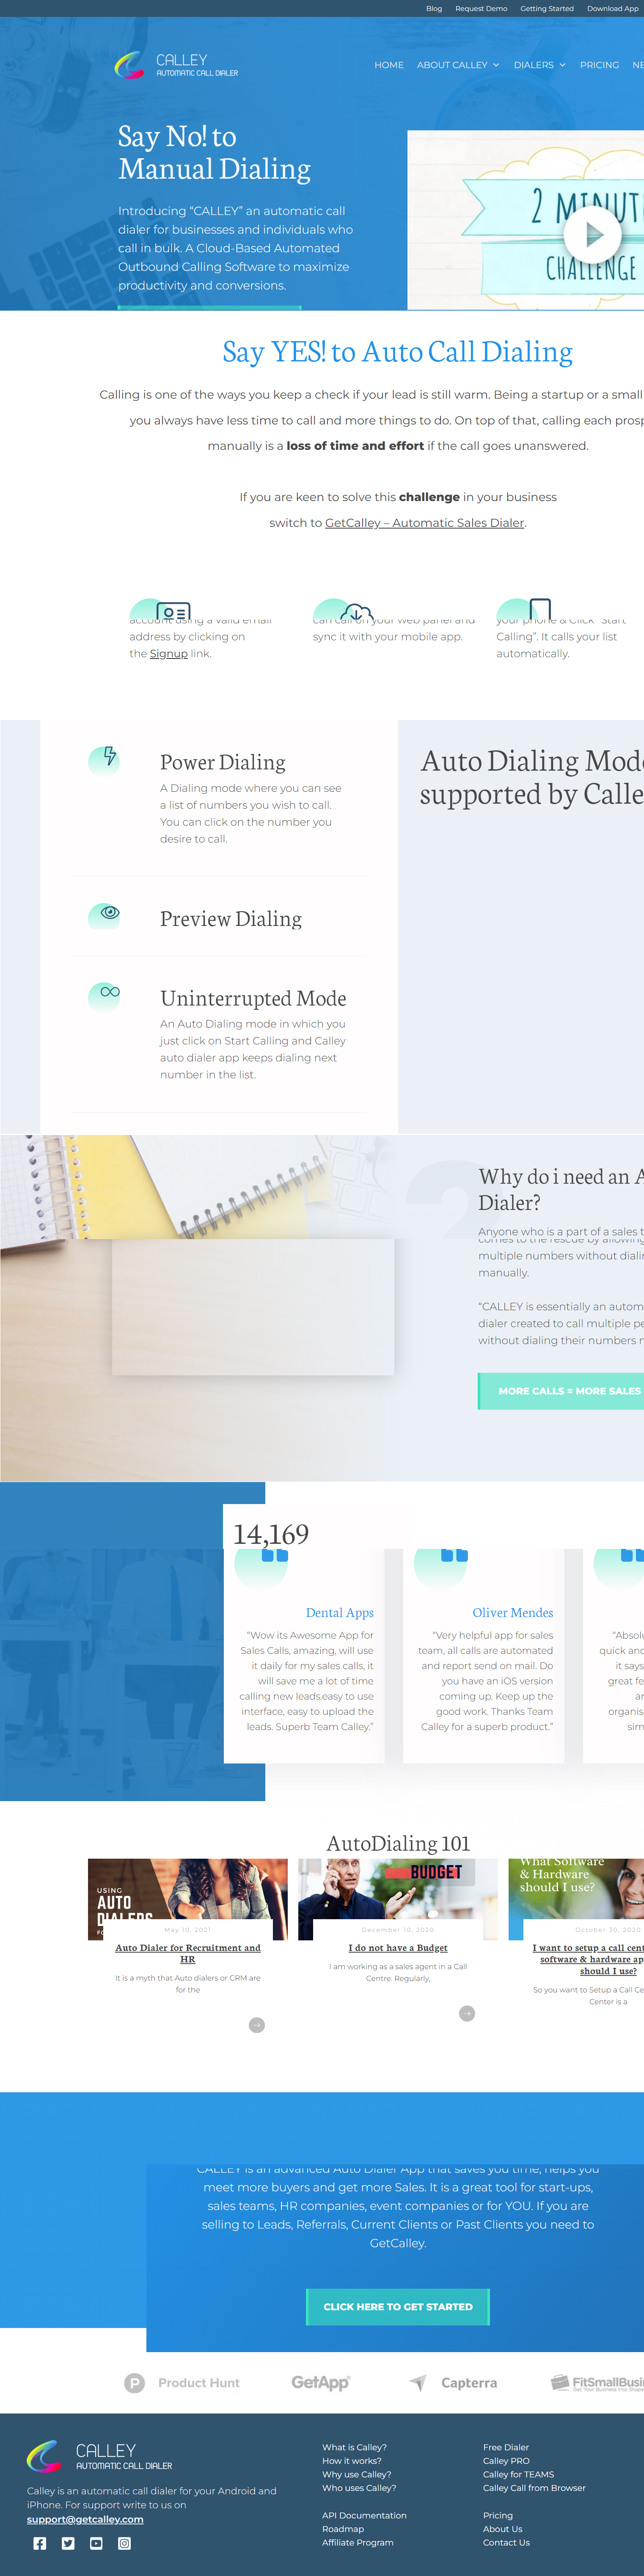 Blog Request Demo Getting Started Download App
CALLEY
AUTOMATIC CALL DIALER
HOME ABOUT CALLEY DIALERS PRICING
Say No! to
Manual Dialing
Introducing “CALLEY” an automatic call
dialer for businesses and individuals who
call in bulk. A Cloud-Based Automated
Outbound Calling Software to maximize
productivity and conversions.
2 MINUT
CHALLENGE
Say YES! to Auto Call Dialing
Calling is one of the ways you keep a check if your lead is still warm. Being a startup or a small
you always have less time to call and more things to do. On top of that, calling each prosp
manually is a loss of time and effort if the call goes unanswered.
If you are keen to solve this challenge in your business
switch to GetCalley – Automatic Sales Dialer.
account using a valid email
address by clicking on
the Signup link.
can call on your web panel and
sync it with your mobile app.
your phone & Click “Start
Calling”. It calls your list
automatically.
Power Dialing
A Dialing mode where you can see
a list of numbers you wish to call.
You can click on the number you
desire to call.
Preview Dialing
Uninterrupted Mode
An Auto Dialing mode in which you
just click on Start Calling and Calley
auto dialer app keeps dialing next
number in the list.
Auto Dialing Mode
supported by Calle
2
Why do i need an A
Dialer?
Anyone who is a part of a sales t
comes to the rescue by allowing
multiple numbers without dialin
manually.
“CALLEY is essentially an autom
dialer created to call multiple pe
without dialing their numbers m
MORE CALLS = MORE SALES
14,169
Dental Apps
“Wow its Awesome App for
Sales Calls, amazing, will use
it daily for my sales calls, it
will save me a lot of time
calling new leads.easy to use
interface, easy to upload the
leads. Superb Team Calley.”
Oliver Mendes
“Very helpful app for sales
team, all calls are automated
and report send on mail. Do
you have an iOS version
coming up. Keep up the
good work. Thanks Team
Calley for a superb product.”
“Absolu
quick and
it says
great fe
ar
organis
sim
AutoDialing 101
USING
AUTO
DIALERS
May 19, 2021
Auto Dialer for Recruitment and
HR
It is a myth that Auto dialers or CRM are
for the
BUDGET
December 10, 2020
I do not have a Budget
I am working as a sales agent in a Call
Centre. Regularly,
What Software
& Hardware
should I use?
October 20, 2020
I want to setup a call cent
software & hardware ap
should I use?
So you want to Setup a Call Ce
Center is a
CALLEY is an advanced Auto Dialer App that saves you time, helps you
meet more buyers and get more Sales. It is a great tool for start-ups,
sales teams, HR companies, event companies or for YOU. If you are
selling to Leads, Referrals, Current Clients or Past Clients you need to
GetCalley.
CLICK HERE TO GET STARTED
Product Hunt GetApp Capterra FitSmallBusin
CALLEY
AUTOMATIC CALL DIALER
Calley is an automatic call dialer for your Android and
iPhone. For support write to us on
support@getcalley.com
What is Calley?
How it works?
Why use Calley?
Who uses Calley?
API Documentation
Roadmap
Affiliate Program
Free Dialer
Calley PRO
Calley for TEAMS
Calley Call from Browser
Pricing
About Us
Contact Us